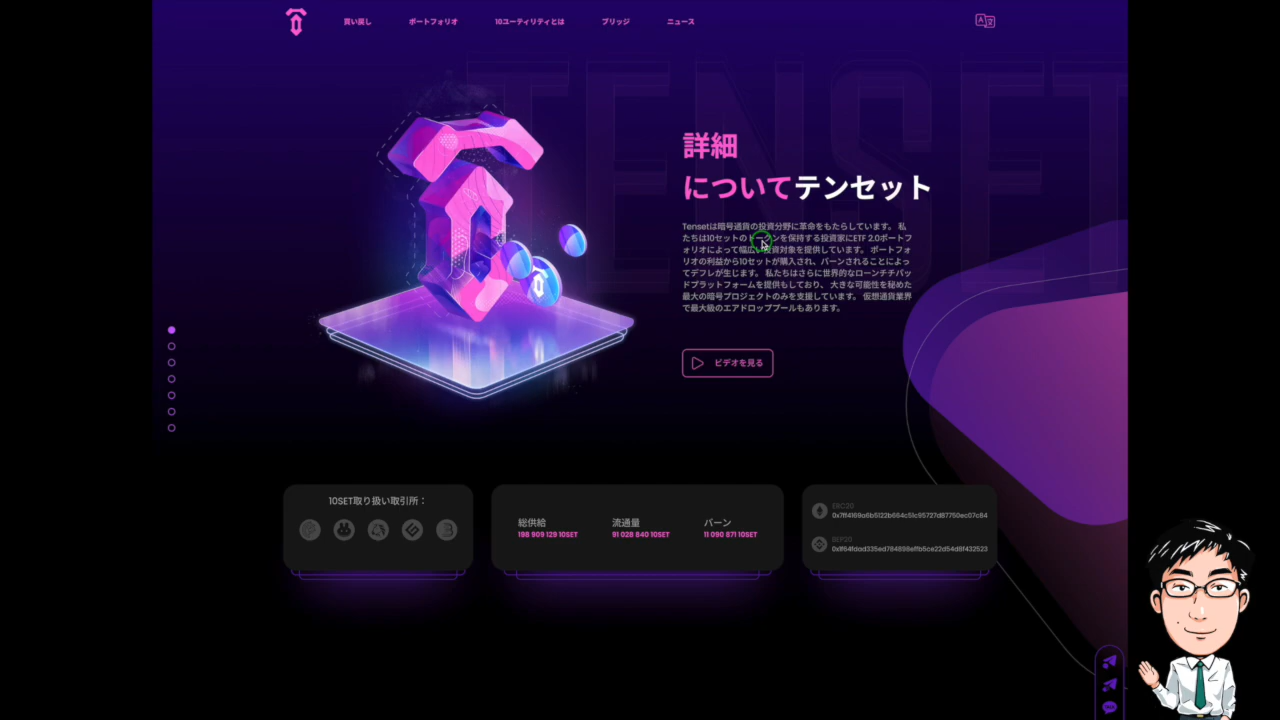 買い戻し ポートフォリオ 10ユーティリティとは ブリッジ ニュース
TENSET
詳細
についてテンセット
Tensetは暗号通貨の投資分野に革命をもたらしています。 私
たちは10セットのトークンを保持する投資家にETF 2.0ポートフ
ォリオによって幅広い投資対象を提供しています。 ポートフォ
リオの利益から10セットが購入され、バーンされることによっ
てデフレが生じます。 私たちはさらに世界的なローンチチパッ
ドプラットフォームを提供もしており、 大きな可能性を秘めた
最大の暗号プロジェクトのみを支援しています。 仮想通貨業界
で最大級のエアドロッププールもあります。
ビデオを見る
10SET取り扱い取引所：
総供給 流通量 バーン
198 909 129 10SET 91 028 840 10SET 11 090 871 10SET
ERC20
0x7ff4169a6b5122b664c51c95727d87750ec07c84
BEP20